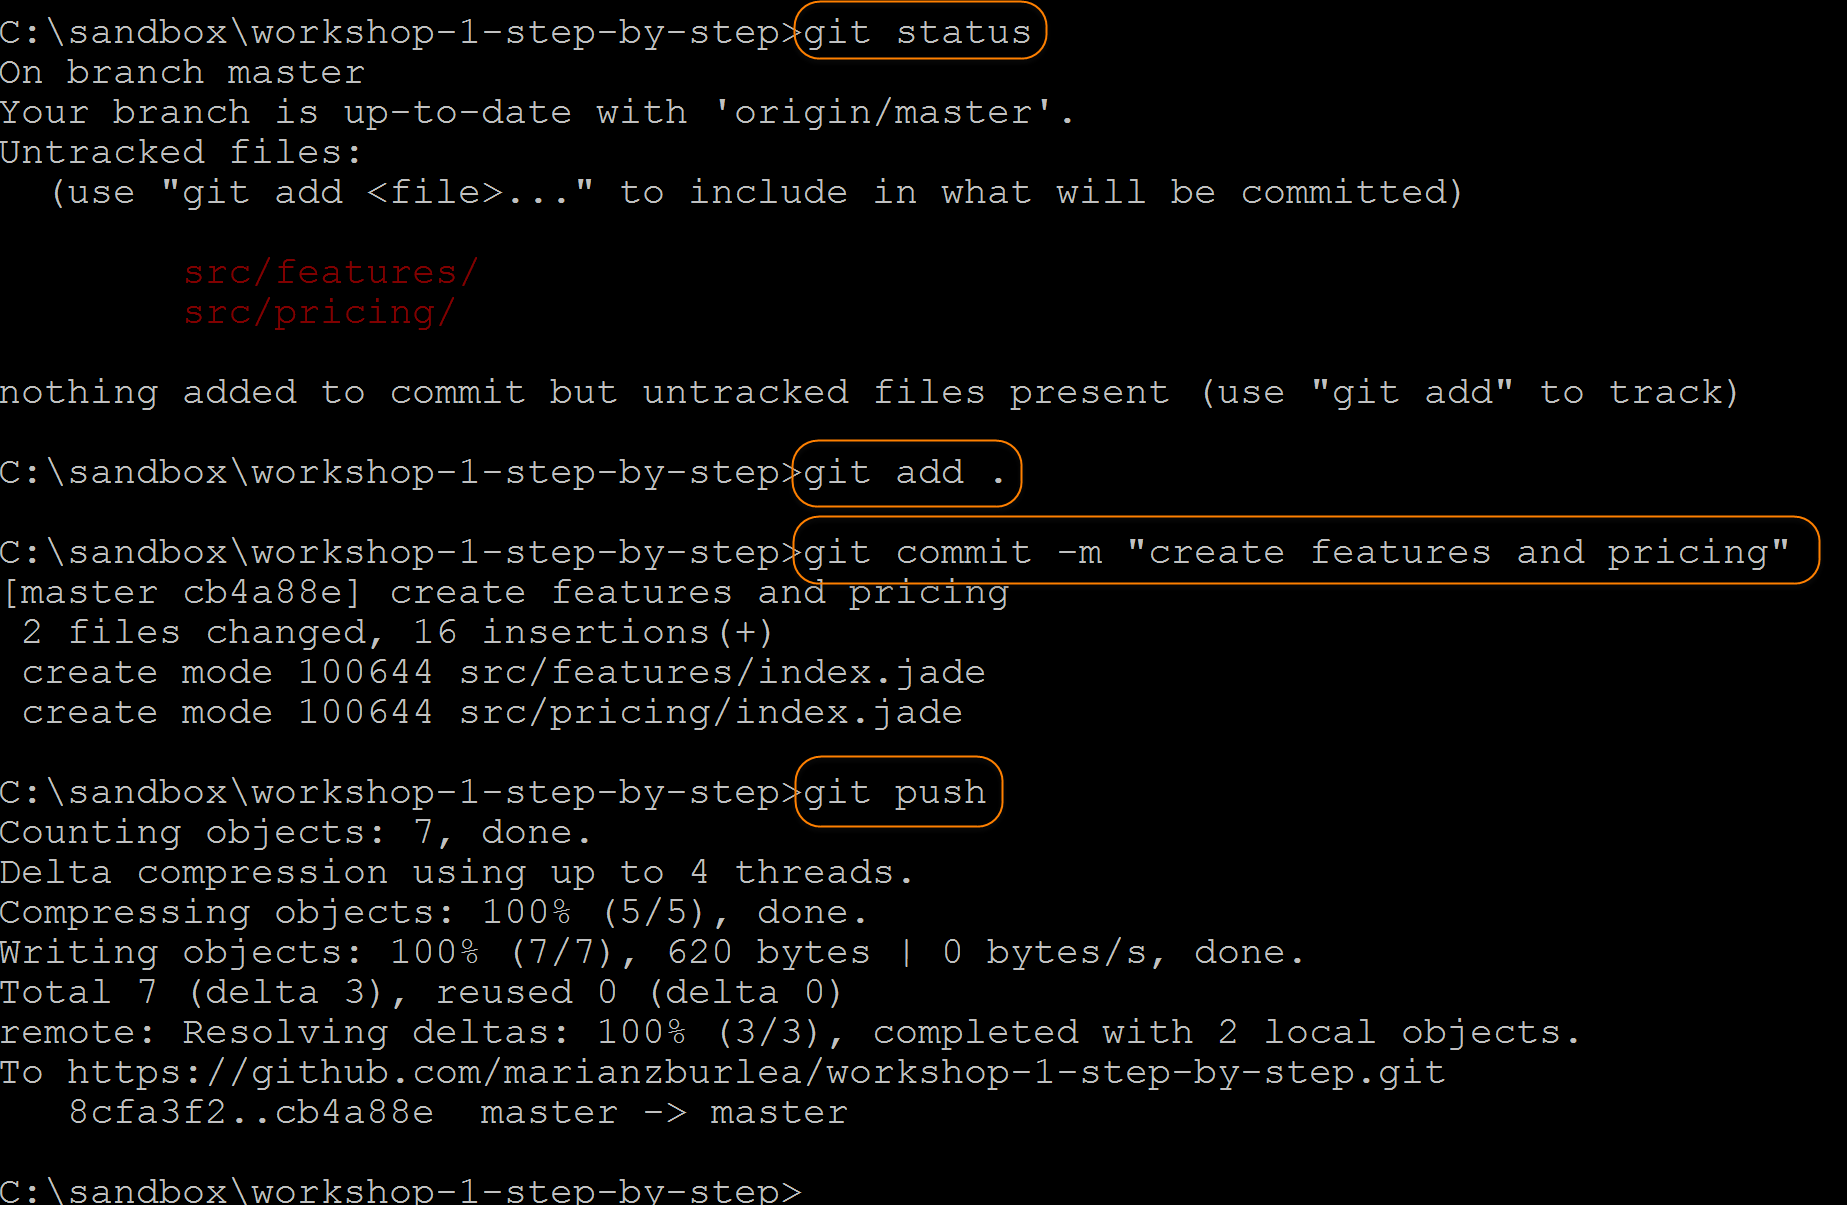 C:\sandbox\workshop-1-step-by-step>git status
On branch master
Your branch is up-to-date with 'origin/master'.
Untracked files:
  (use "git add <file>..." to include in what will be committed)

        src/features/
        src/pricing/

nothing added to commit but untracked files present (use "git add" to track)

C:\sandbox\workshop-1-step-by-step>git add .

C:\sandbox\workshop-1-step-by-step>git commit -m "create features and pricing"
[master cb4a88e] create features and pricing
 2 files changed, 16 insertions(+)
 create mode 100644 src/features/index.jade
 create mode 100644 src/pricing/index.jade

C:\sandbox\workshop-1-step-by-step>git push
Counting objects: 7, done.
Delta compression using up to 4 threads.
Compressing objects: 100% (5/5), done.
Writing objects: 100% (7/7), 620 bytes | 0 bytes/s, done.
Total 7 (delta 3), reused 0 (delta 0)
remote: Resolving deltas: 100% (3/3), completed with 2 local objects.
To https://github.com/marianzburlea/workshop-1-step-by-step.git
   8cfa3f2..cb4a88e  master -> master

C:\sandbox\workshop-1-step-by-step>